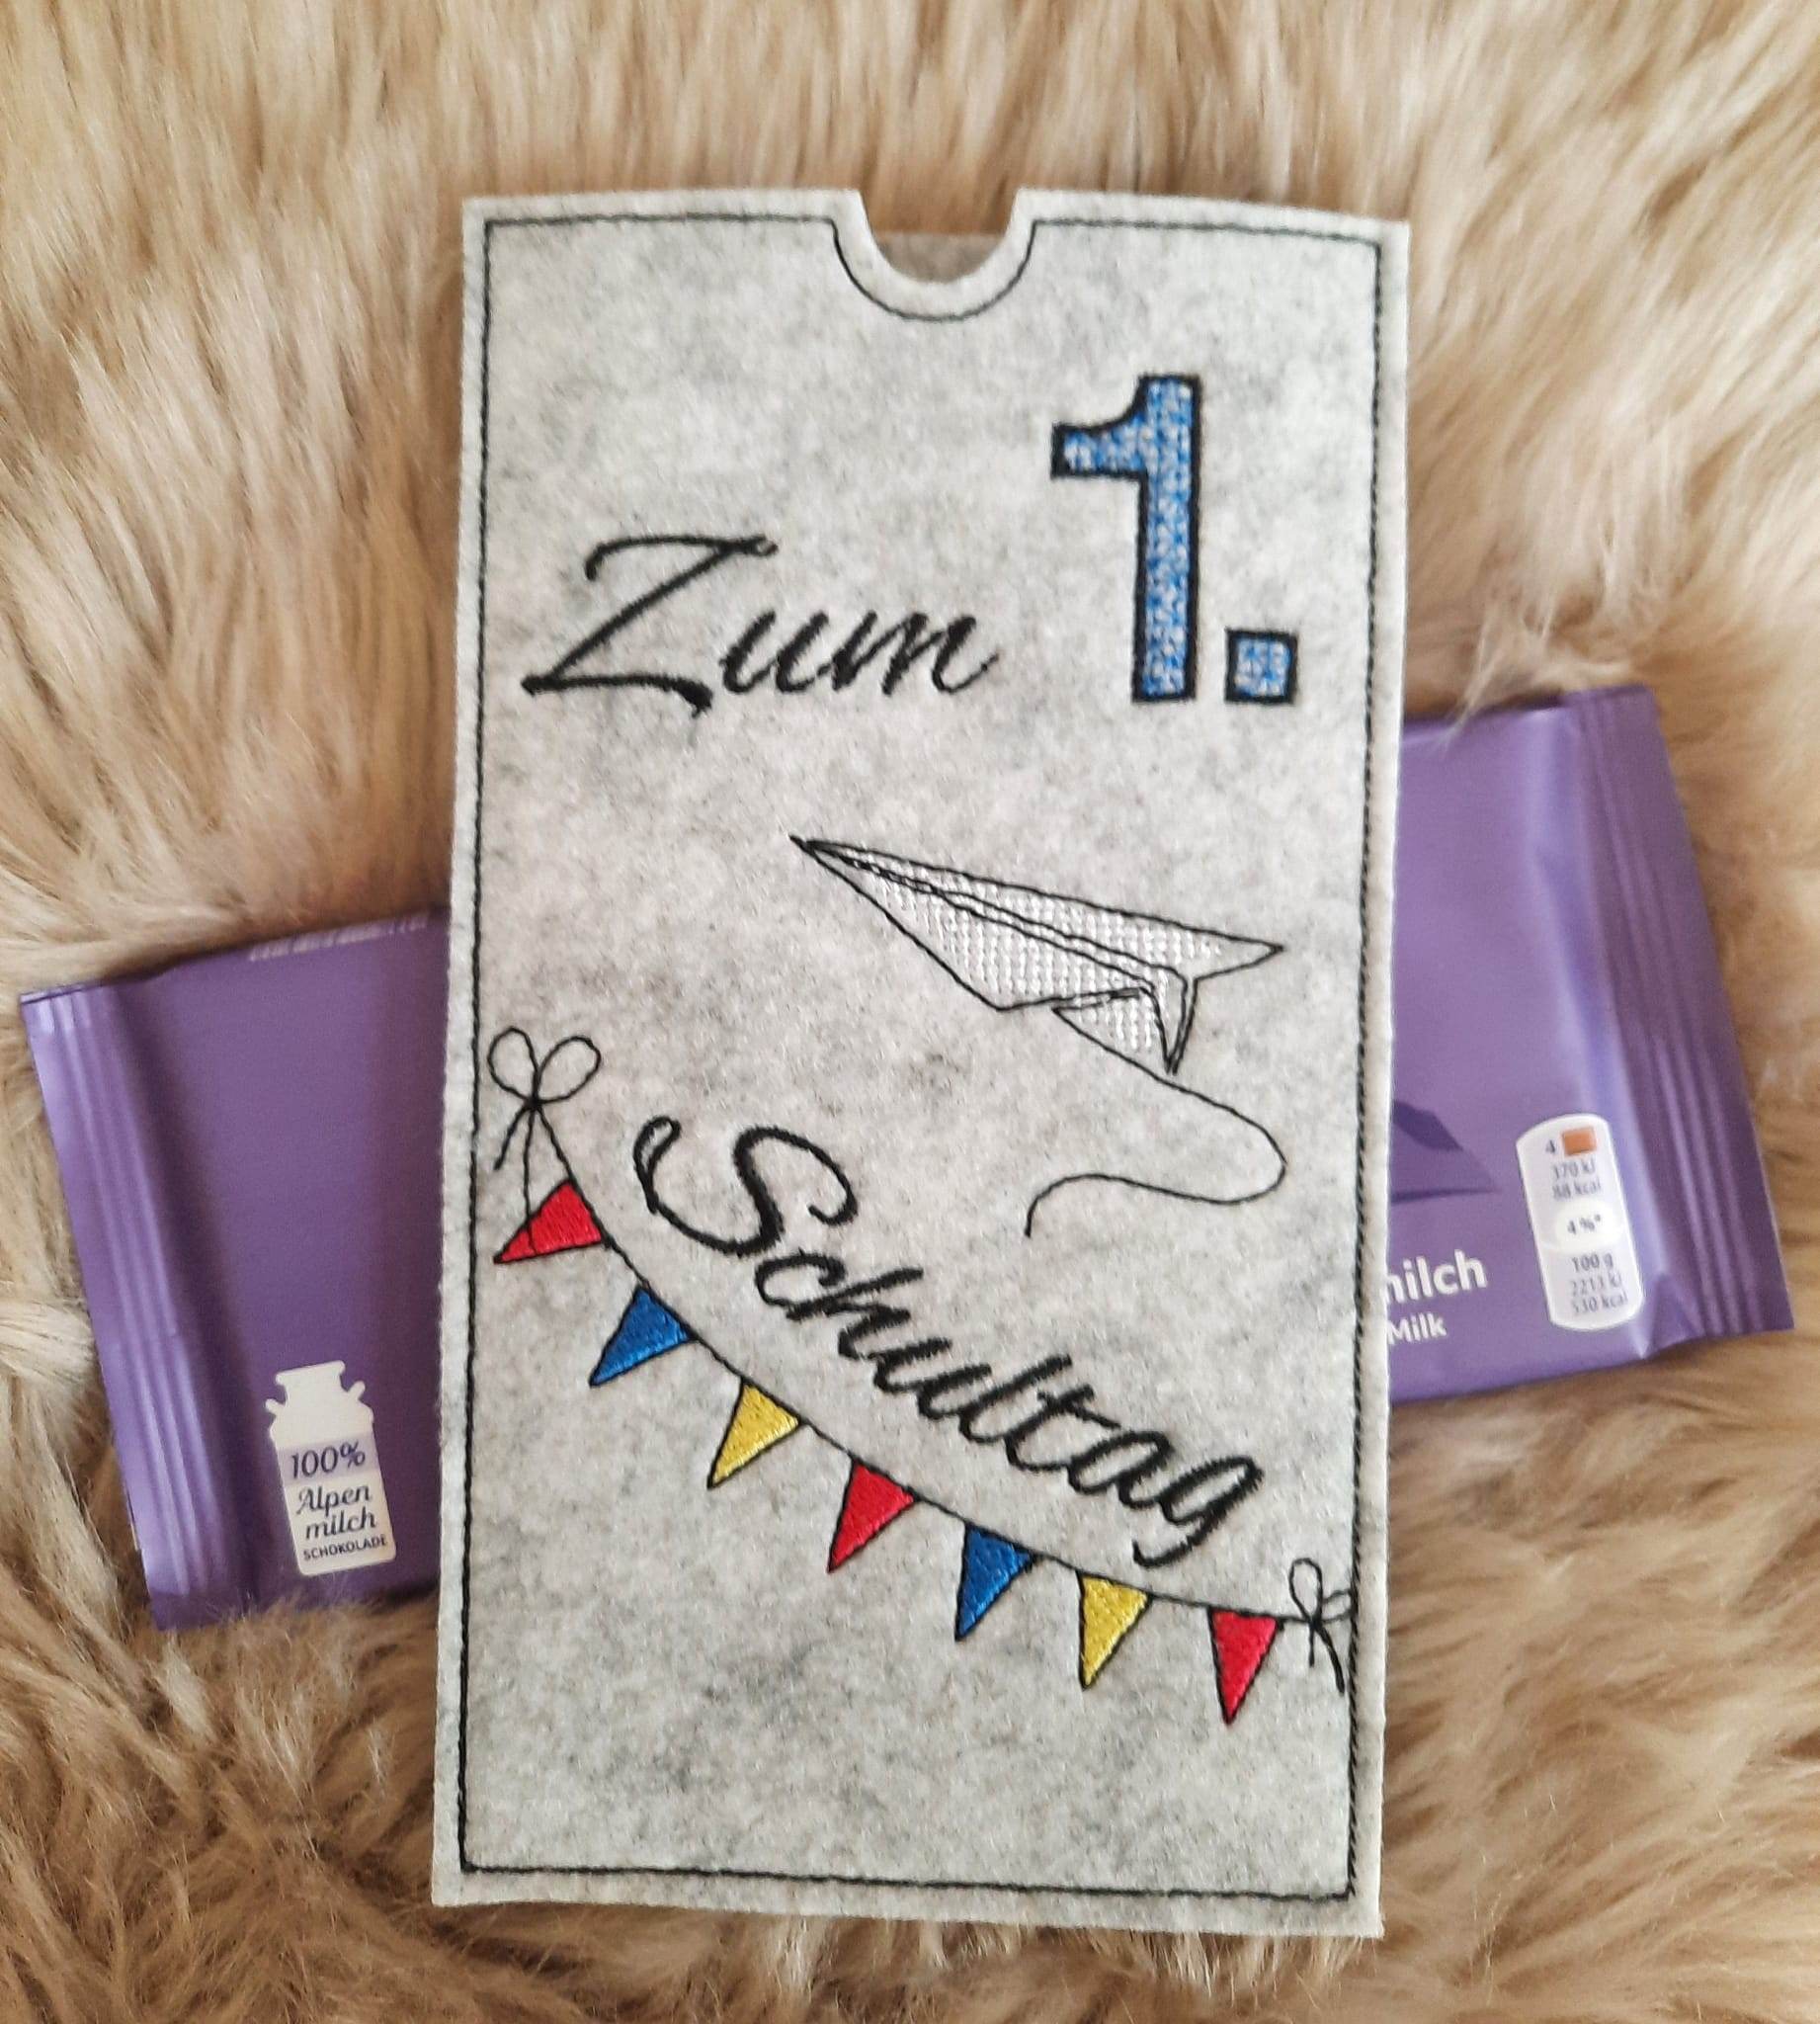 Zum 1.
Schultag
100%
Alpen
milch
SCHOKOLADE
4
370 kJ
88 kcal
4 %*
100 g
2213 kJ
530 kcal
milch
Milk